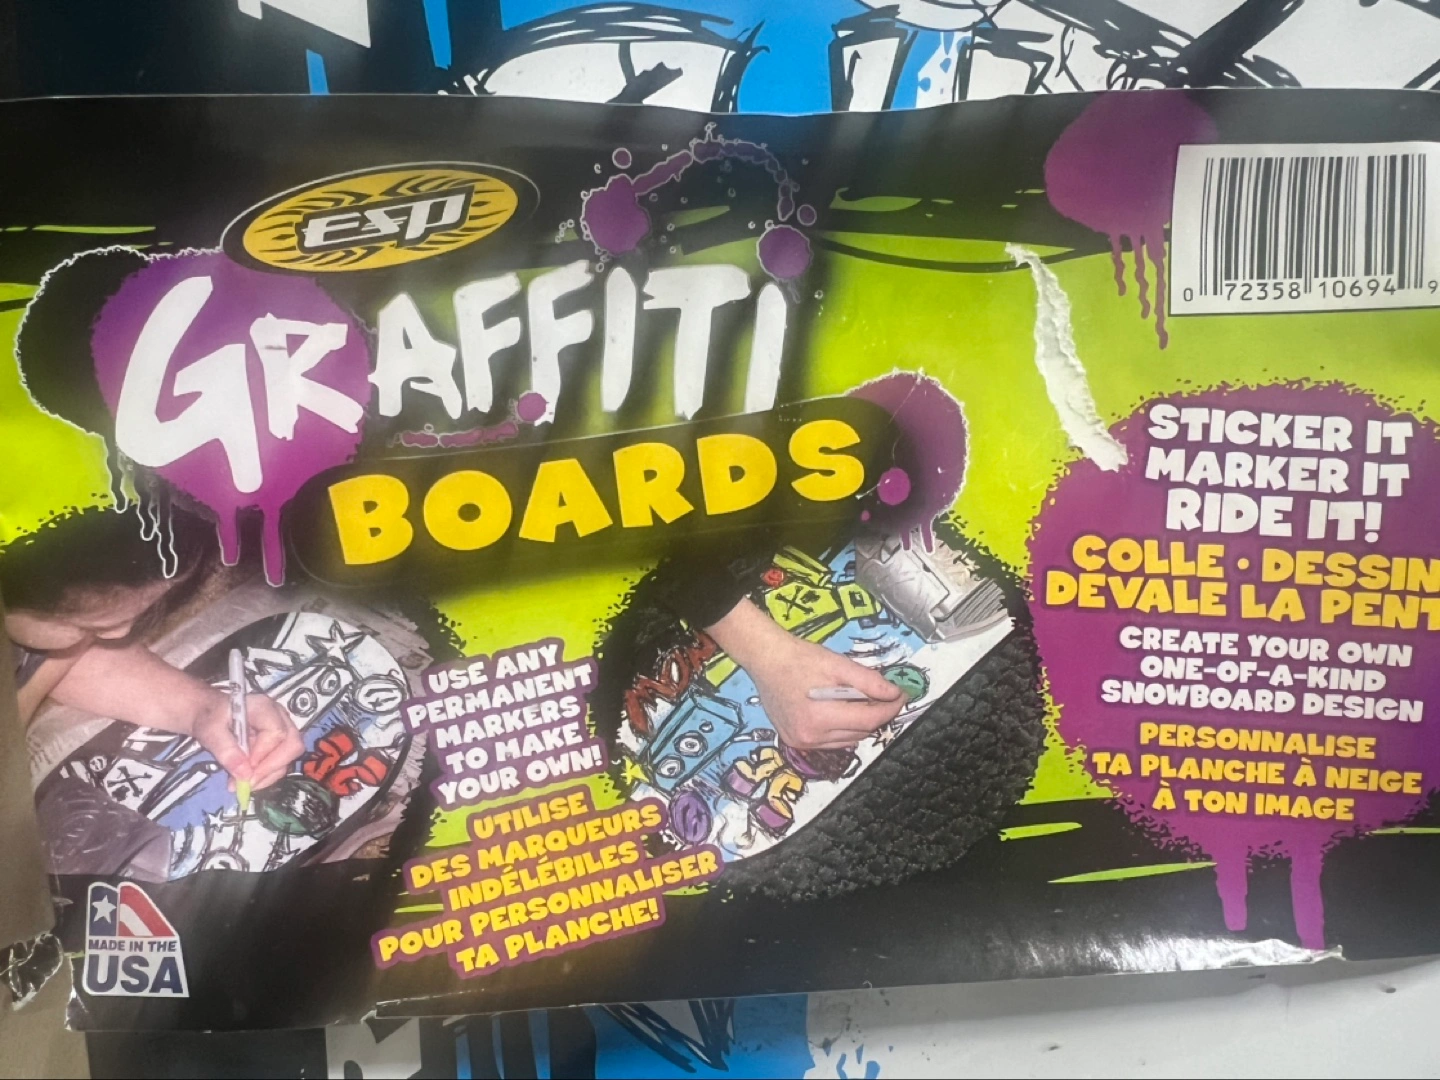 esp
GRAFFITI
BOARDS
0 72358 10694 9
STICKER IT
MARKER IT
RIDE IT!
COLLE • DESSIN
DÉVALE LA PENT
CREATE YOUR OWN
ONE-OF-A-KIND
SNOWBOARD DESIGN
PERSONNALISE
TA PLANCHE À NEIGE
À TON IMAGE
USE ANY
PERMANENT
MARKERS
TO MAKE
YOUR OWN!
UTILISE
DES MARQUEURS
INDÉLÉBILES
POUR PERSONNALISER
TA PLANCHE!
MADE IN THE
USA